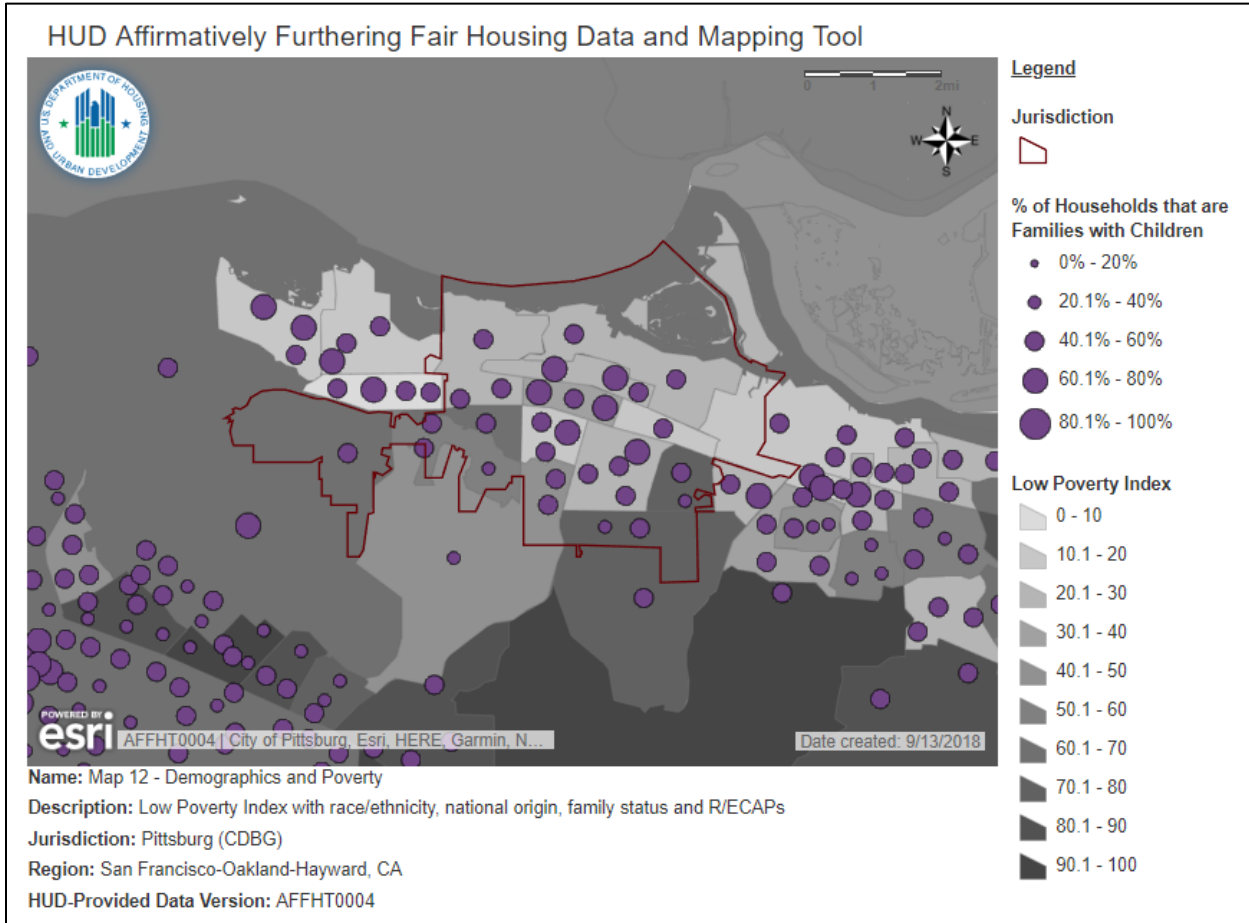 HUD Affirmatively Furthering Fair Housing Data and Mapping Tool
U.S. DEPARTMENT OF HOUSING
AND URBAN DEVELOPMENT
0 1 2mi
N
W E
S
Legend
Jurisdiction
% of Households that are
Families with Children
0% - 20%
20.1% - 40%
40.1% - 60%
60.1% - 80%
80.1% - 100%
Low Poverty Index
0 - 10
10.1 - 20
20.1 - 30
30.1 - 40
40.1 - 50
50.1 - 60
60.1 - 70
70.1 - 80
80.1 - 90
90.1 - 100
POWERED BY
esri
AFFHT0004 | City of Pittsburg, Esri, HERE, Garmin, N...
Date created: 9/13/2018
Name: Map 12 - Demographics and Poverty
Description: Low Poverty Index with race/ethnicity, national origin, family status and R/ECAPs
Jurisdiction: Pittsburg (CDBG)
Region: San Francisco-Oakland-Hayward, CA
HUD-Provided Data Version: AFFHT0004